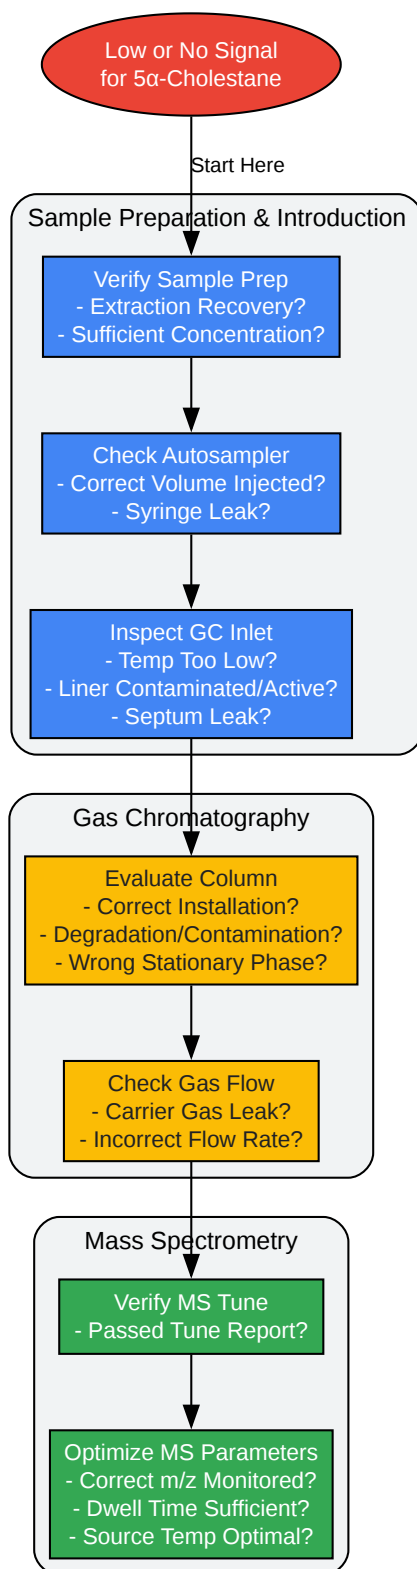 Low or No Signal
for 5α-Cholestane
Start Here
Sample Preparation & Introduction
Verify Sample Prep
- Extraction Recovery?
- Sufficient Concentration?
Check Autosampler
- Correct Volume Injected?
- Syringe Leak?
Inspect GC Inlet
- Temp Too Low?
- Liner Contaminated/Active?
- Septum Leak?
Gas Chromatography
Evaluate Column
- Correct Installation?
- Degradation/Contamination?
- Wrong Stationary Phase?
Check Gas Flow
- Carrier Gas Leak?
- Incorrect Flow Rate?
Mass Spectrometry
Verify MS Tune
- Passed Tune Report?
Optimize MS Parameters
- Correct m/z Monitored?
- Dwell Time Sufficient?
- Source Temp Optimal?